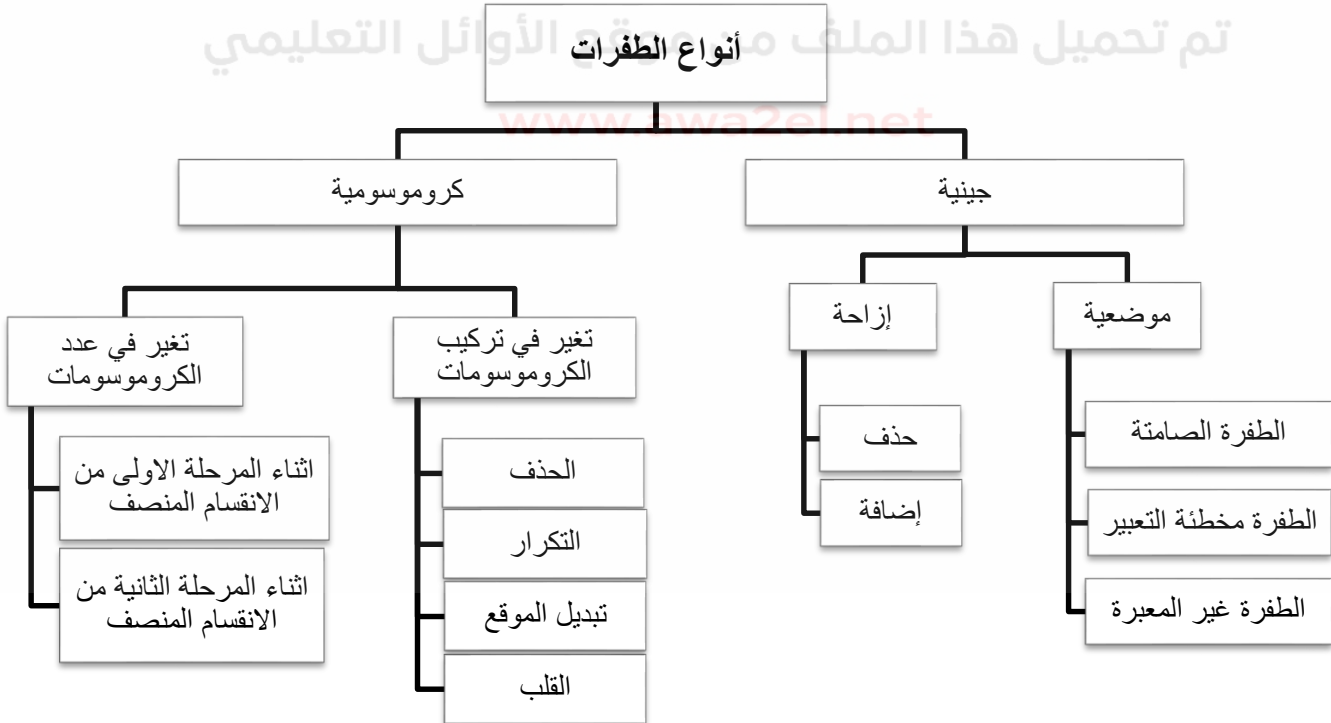 تم تحميل هذا الملف من موقع الأوائل التعليمي
www.awa2el.net
أنواع الطفرات
جينية
كروموسومية
موضعية
إزاحة
تغير في تركيب
الكروموسومات
تغير في عدد
الكروموسومات
الطفرة الصامتة
الطفرة مخطئة التعبير
الطفرة غير المعبرة
حذف
إضافة
الحذف
التكرار
تبديل الموقع
القلب
اثناء المرحلة الاولى من
الانقسام المنصف
اثناء المرحلة الثانية من
الانقسام المنصف